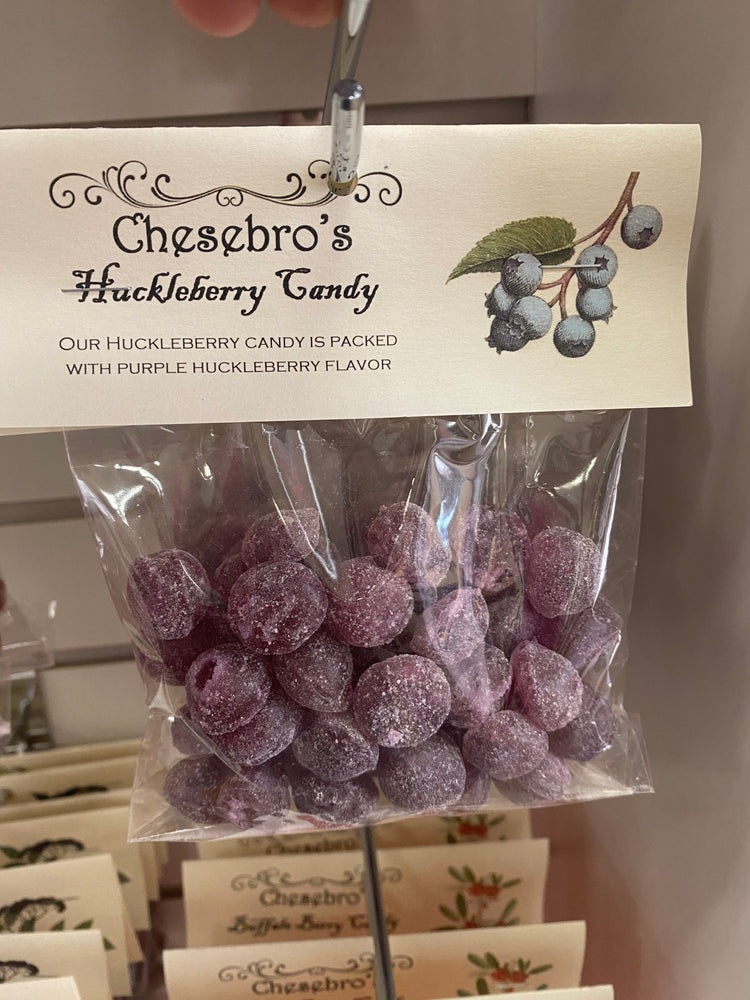 Chesebro's
Huckleberry Candy
Our Huckleberry candy is packed
with purple huckleberry flavor
Chesebro'
Buffalo Berry Candy
Chesebro's